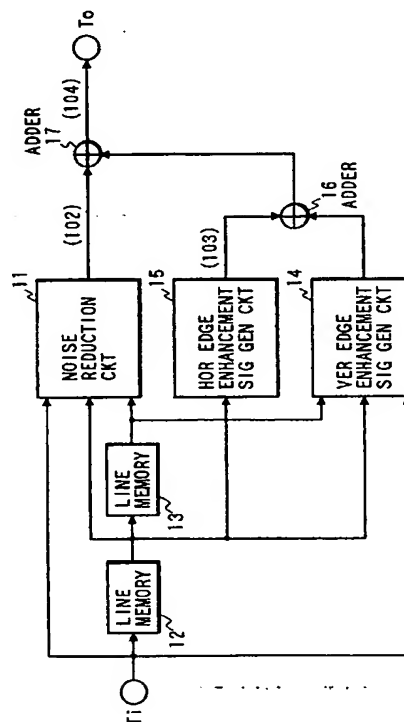 Ti
LINE
MEMORY
12
LINE
MEMORY
13
11
NOISE
REDUCTION
CKT
15
HOR EDGE
ENHANCEMENT
SIG GEN CKT
14
VER EDGE
ENHANCEMENT
SIG GEN CKT
(102)
(103)
16
ADDER
ADDER
17
(104)
To